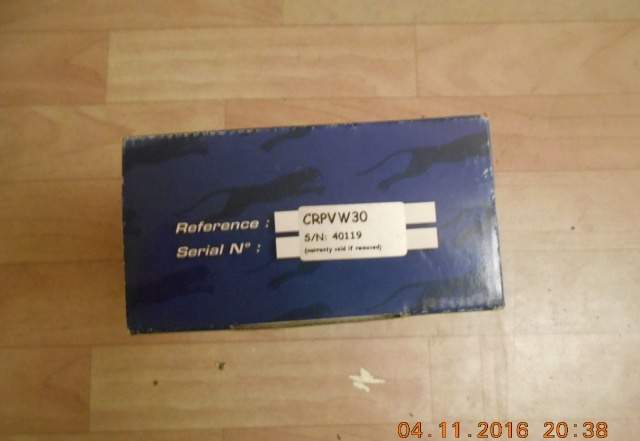 Reference :
CRPVW30
Serial N° :
S/N: 40119
(warranty void if removed)
04.11.2016 20:38